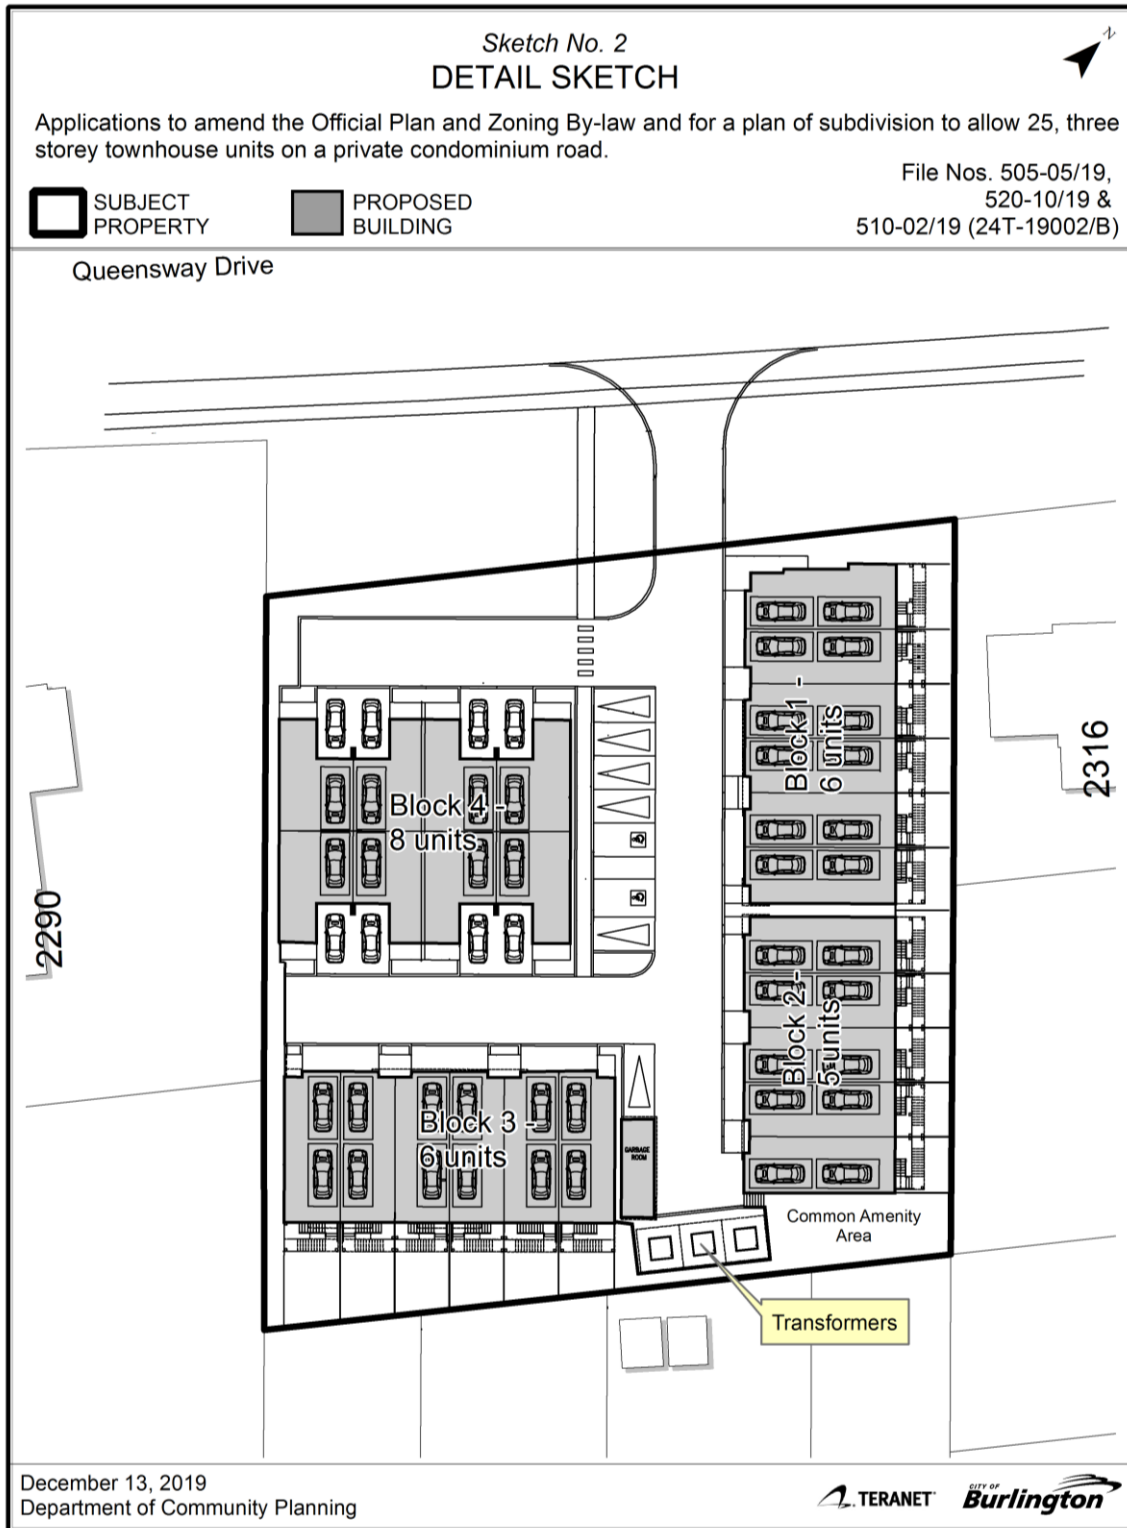 Sketch No. 2
DETAIL SKETCH
N
Applications to amend the Official Plan and Zoning By-law and for a plan of subdivision to allow 25, three
storey townhouse units on a private condominium road.
SUBJECT
PROPERTY
PROPOSED
BUILDING
File Nos. 505-05/19,
520-10/19 &
510-02/19 (24T-19002/B)
Queensway Drive
Block 1 -
6 units
2316
Block 4 -
8 units
2290
Block 2 -
5 units
Block 3 -
6 units
GARBAGE
ROOM
Common Amenity
Area
Transformers
December 13, 2019
Department of Community Planning
TERANET
CITY OF
Burlington